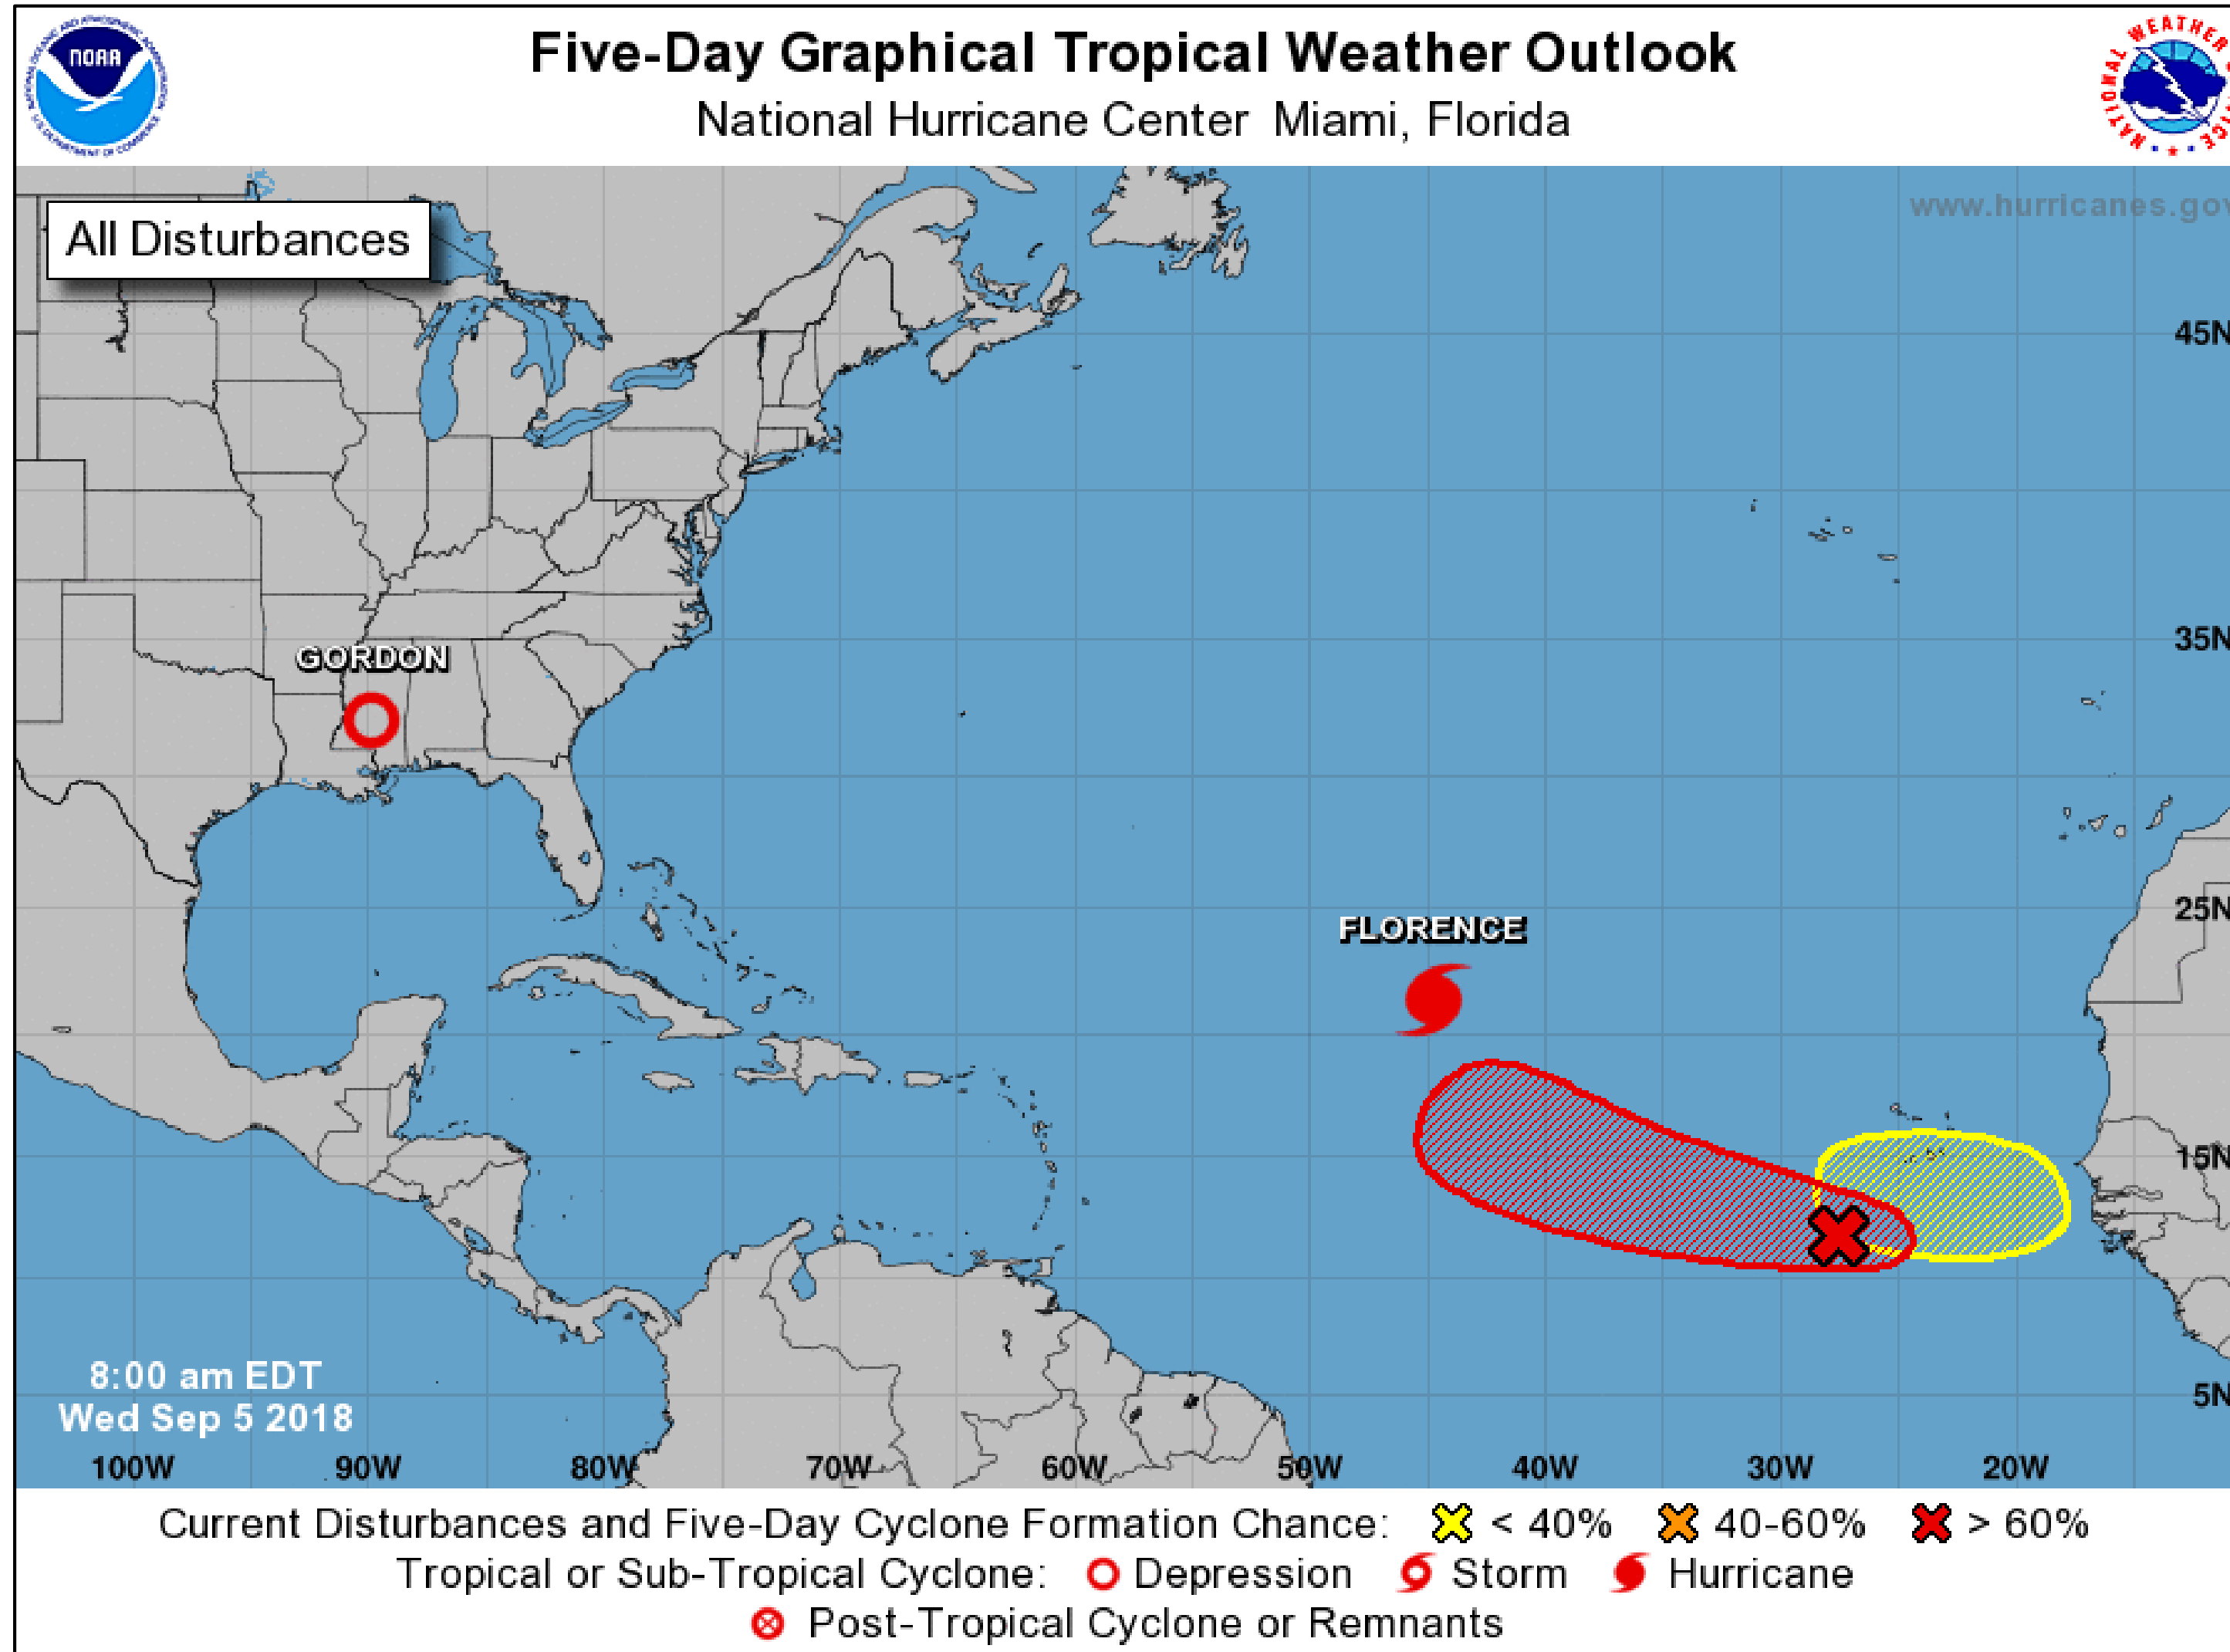 NOAA
Five-Day Graphical Tropical Weather Outlook
National Hurricane Center Miami, Florida
NATIONAL WEATHER
All Disturbances
www.hurricanes.gov
45N
35N
GORDON
25N
FLORENCE
15N
8:00 am EDT
Wed Sep 5 2018
5N
100W 90W 80W 70W 60W 50W 40W 30W 20W
Current Disturbances and Five-Day Cyclone Formation Chance: < 40% 40-60% > 60%
Tropical or Sub-Tropical Cyclone: Depression Storm Hurricane
Post-Tropical Cyclone or Remnants